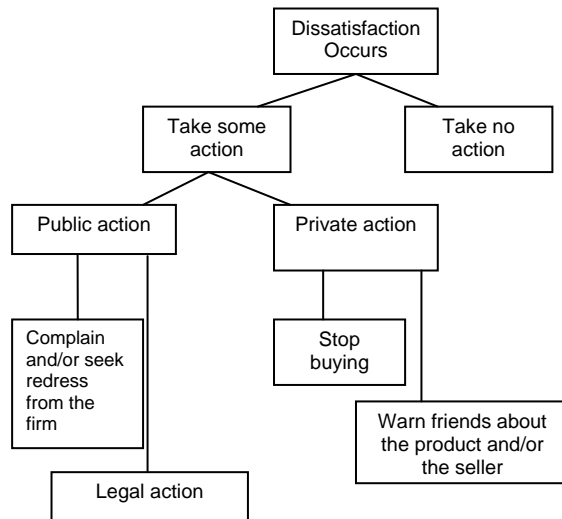 Dissatisfaction
Occurs
Take some
action
Take no
action
Public action
Private action
Complain
and/or seek
redress
from the
firm
Stop
buying
Warn friends about
the product and/or
the seller
Legal action